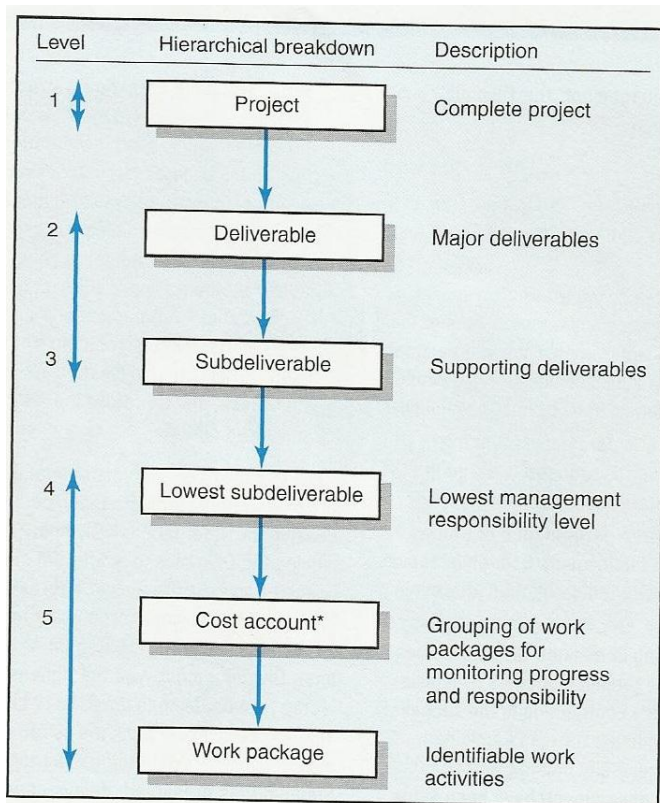 Level Hierarchical breakdown Description
1 Project Complete project
2 Deliverable Major deliverables
3 Subdeliverable Supporting deliverables
4 Lowest subdeliverable Lowest management
responsibility level
5 Cost account* Grouping of work
packages for
monitoring progress
and responsibility
Work package Identifiable work
activities